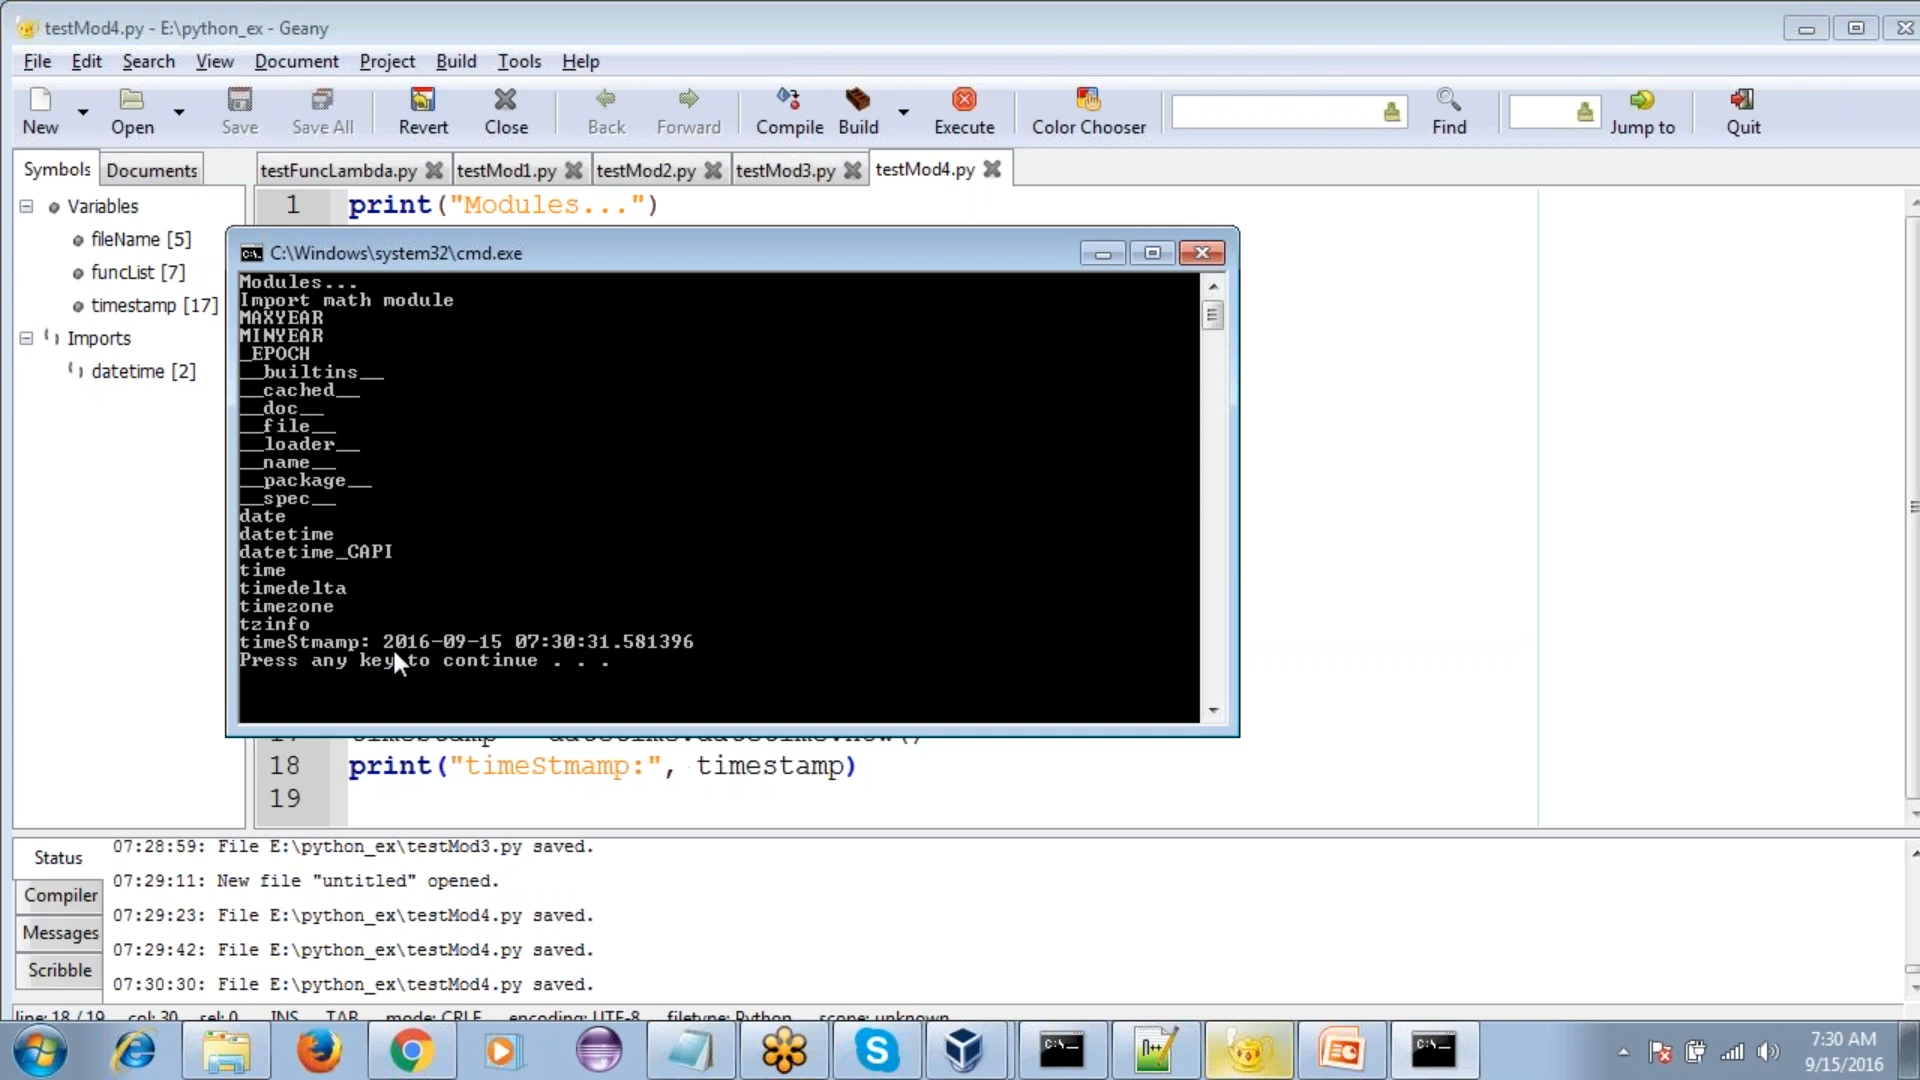 testMod4.py - E:\python_ex - Geany
File Edit Search View Document Project Build Tools Help
New Open Save Save All Revert Close Back Forward Compile Build Execute Color Chooser Find Jump to Quit
Symbols Documents testFuncLambda.py testMod1.py testMod2.py testMod3.py testMod4.py
Variables
fileName [5]
funcList [7]
timestamp [17]
Imports
datetime [2]
1 print("Modules...")
C:\Windows\system32\cmd.exe
Modules...
Import math module
MAXYEAR
MINYEAR
_EPOCH
__builtins__
__cached__
__doc__
__file__
__loader__
__name__
__package__
__spec__
date
datetime
datetime_CAPI
time
timedelta
timezone
tzinfo
timeStmamp: 2016-09-15 07:30:31.581396
Press any key to continue . . .
17 timestamp = datetime.datetime.now()
18 print("timeStmamp:", timestamp)
19
Status
Compiler
Messages
Scribble
07:28:59: File E:\python_ex\testMod3.py saved.
07:29:11: New file "untitled" opened.
07:29:23: File E:\python_ex\testMod4.py saved.
07:29:42: File E:\python_ex\testMod4.py saved.
07:30:30: File E:\python_ex\testMod4.py saved.
line: 18 / 19 col: 30 sel: 0 INS TAB mode: CRLF encoding: UTF-8 filetype: Python scope: unknown
7:30 AM
9/15/2016